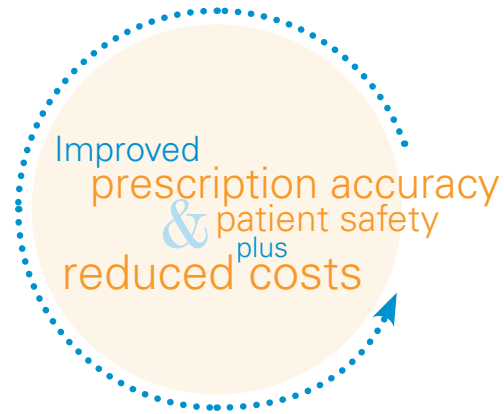 Improved
prescription accuracy
& patient safety
plus
reduced costs